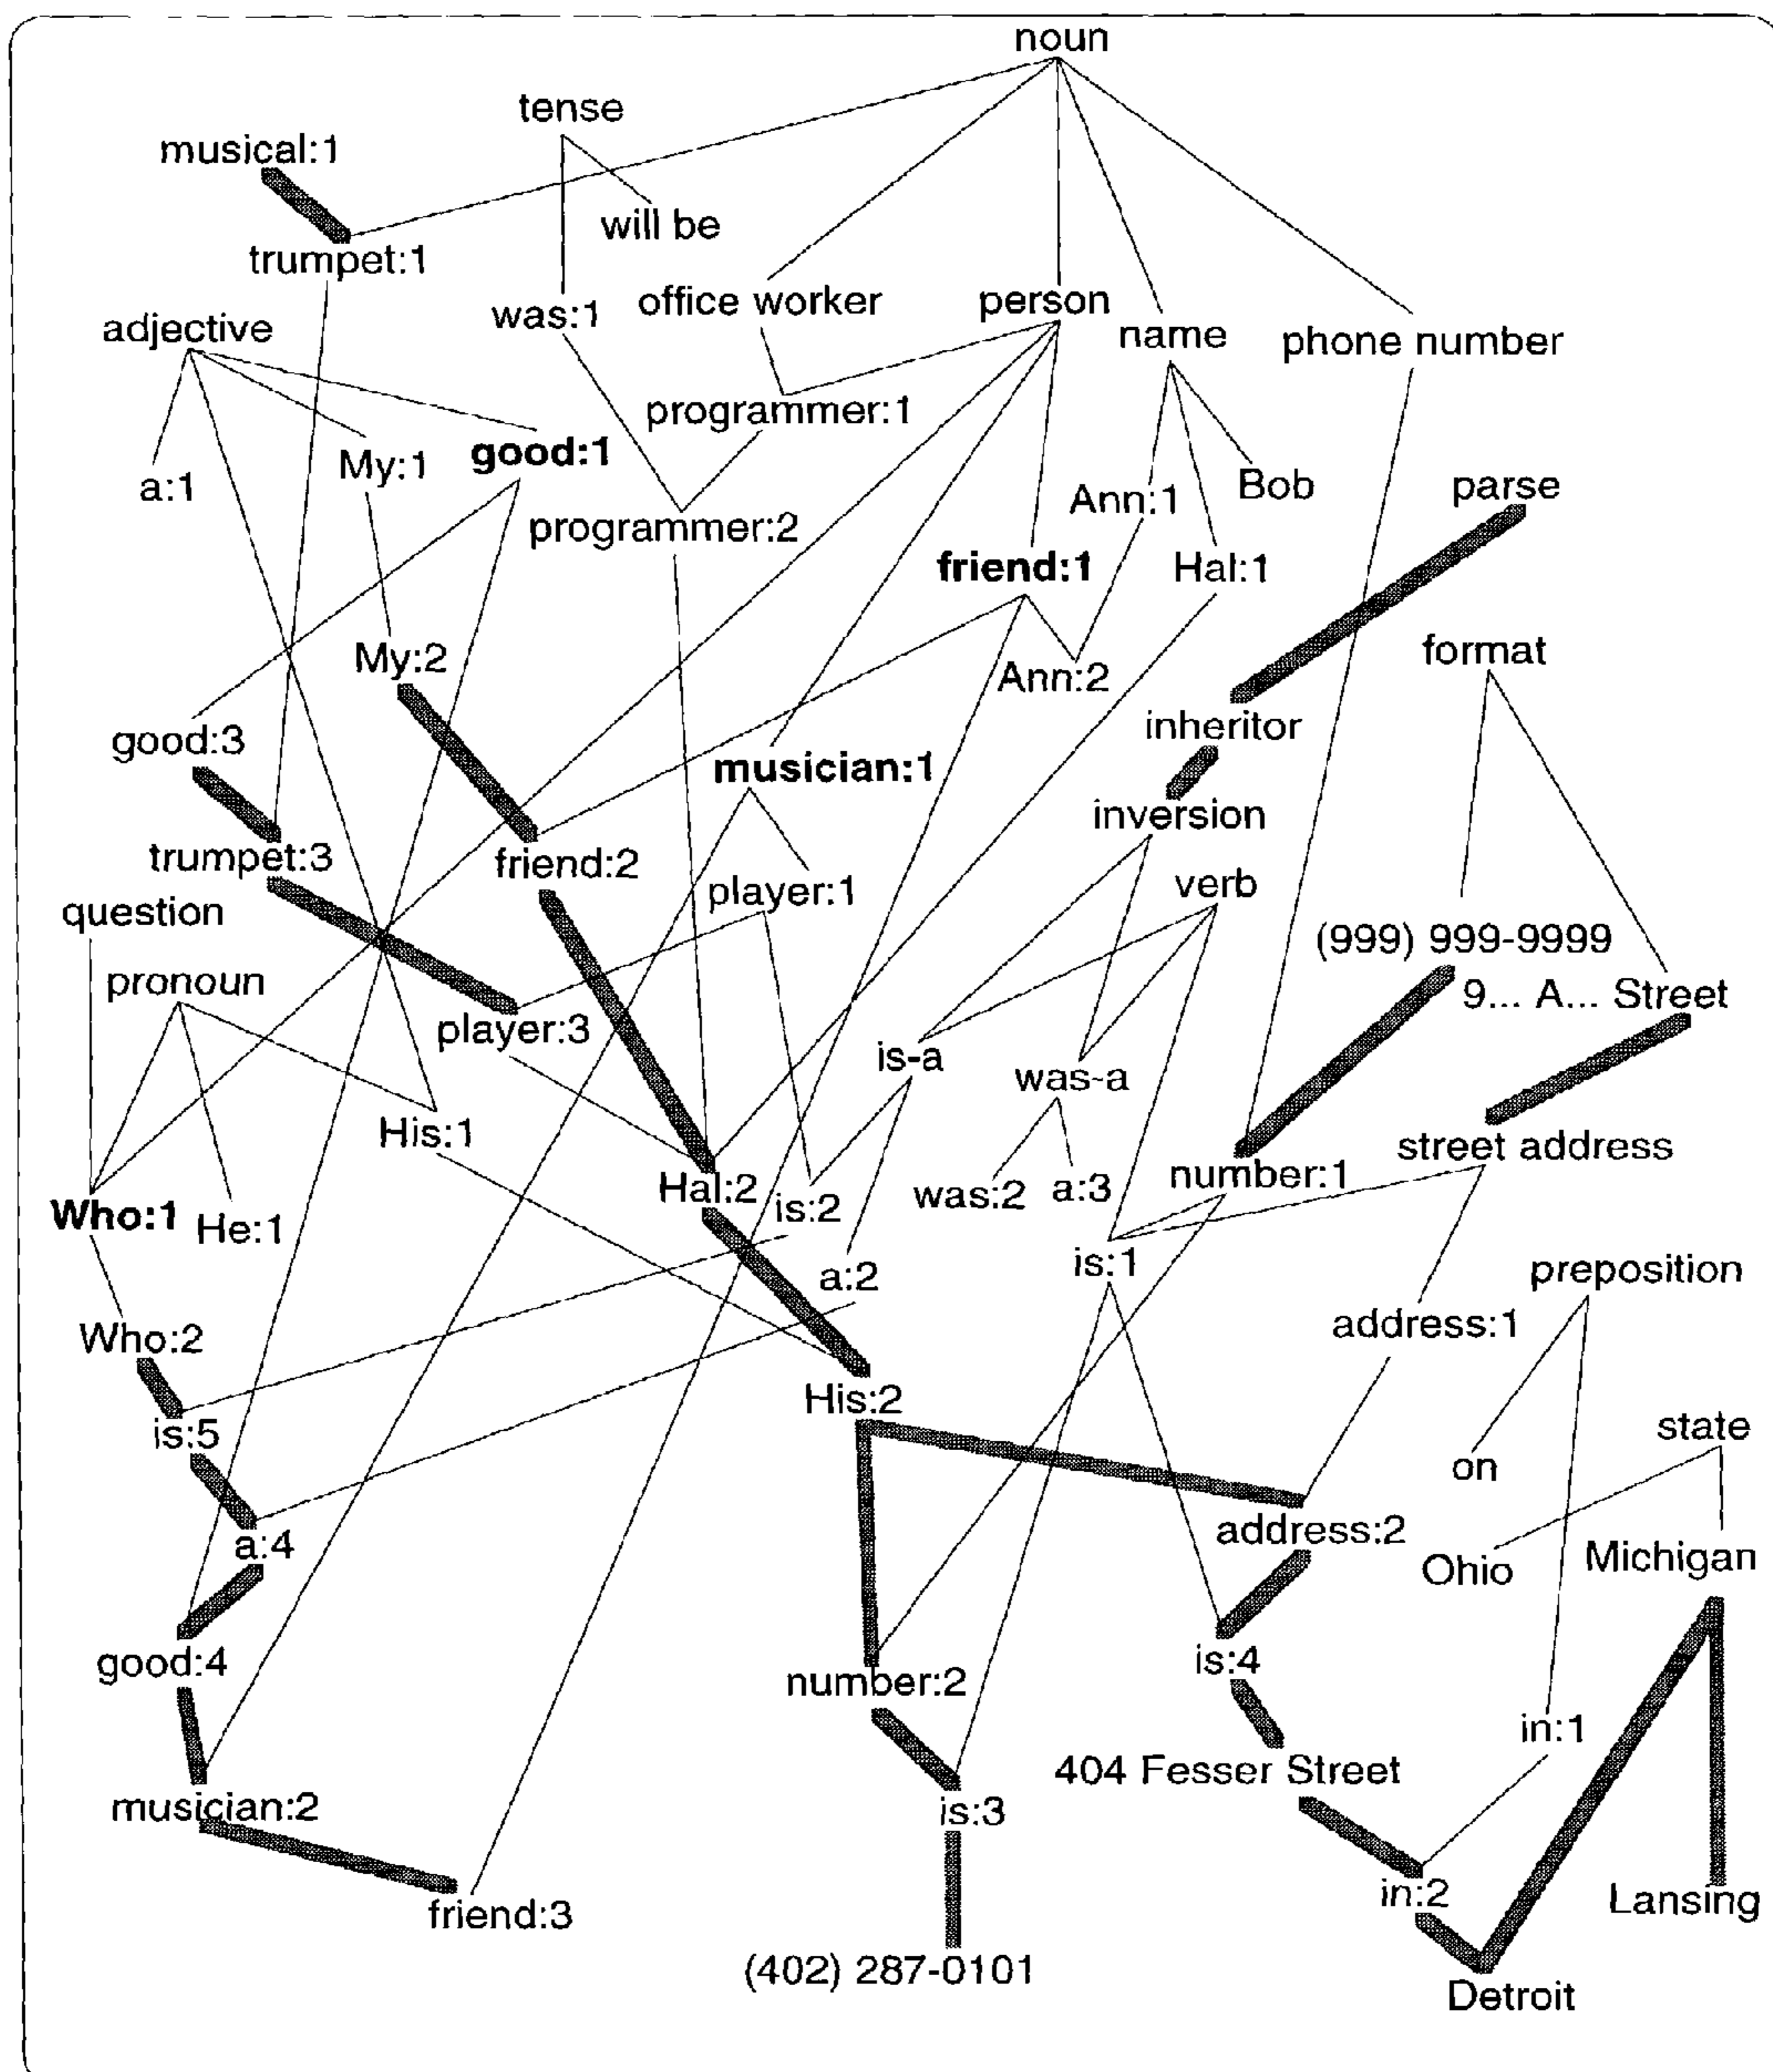 noun
tense
musical:1
will be
trumpet:1
office worker
person
was:1
adjective
name
phone number
programmer:1
good:1
My:1
a:1
Ann:1
Bob
parse
programmer:2
friend:1
Hal:1
My:2
format
Ann:2
good:3
inheritor
musician:1
inversion
trumpet:3
friend:2
player:1
verb
question
(999) 999-9999
pronoun
9... A... Street
player:3
is-a
was-a
His:1
street address
number:1
Hal:2
was:2
a:3
Who:1
He:1
is:2
is:1
a:2
preposition
address:1
Who:2
His:2
state
is:5
on
address:2
a:4
Ohio
Michigan
good:4
is:4
number:2
in:1
404 Fesser Street
musician:2
is:3
in:2
Lansing
friend:3
(402) 287-0101
Detroit